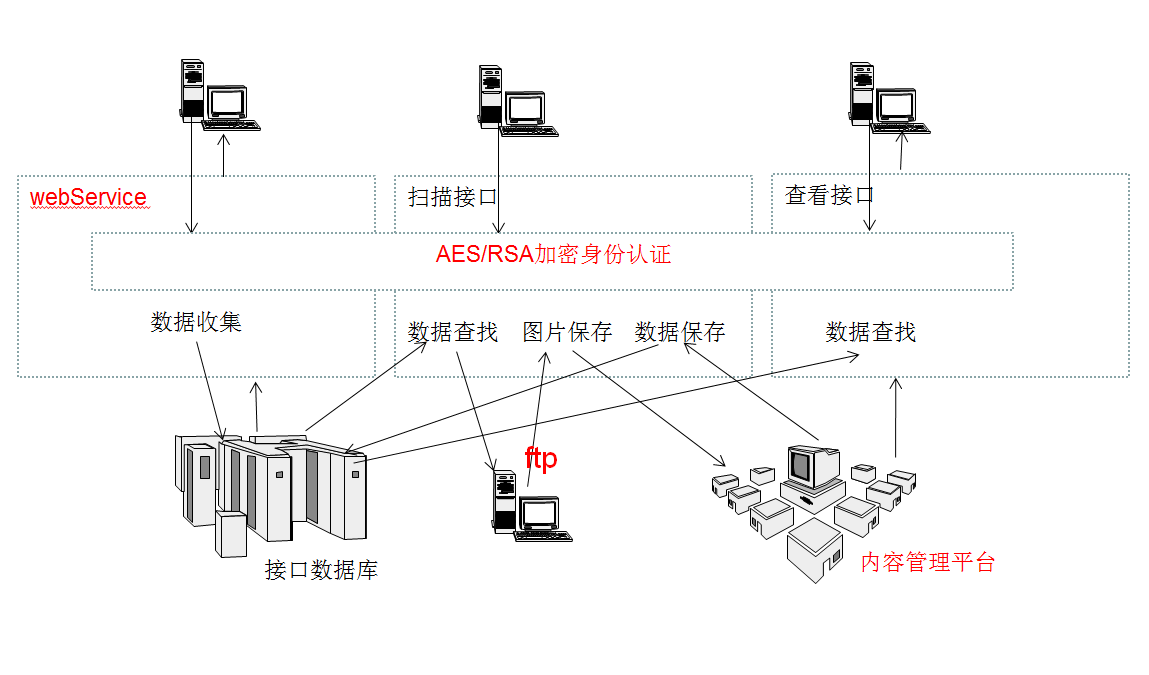 webService
扫描接口
查看接口
AES/RSA加密身份认证
数据收集
数据查找
图片保存
数据保存
数据查找
ftp
接口数据库
内容管理平台